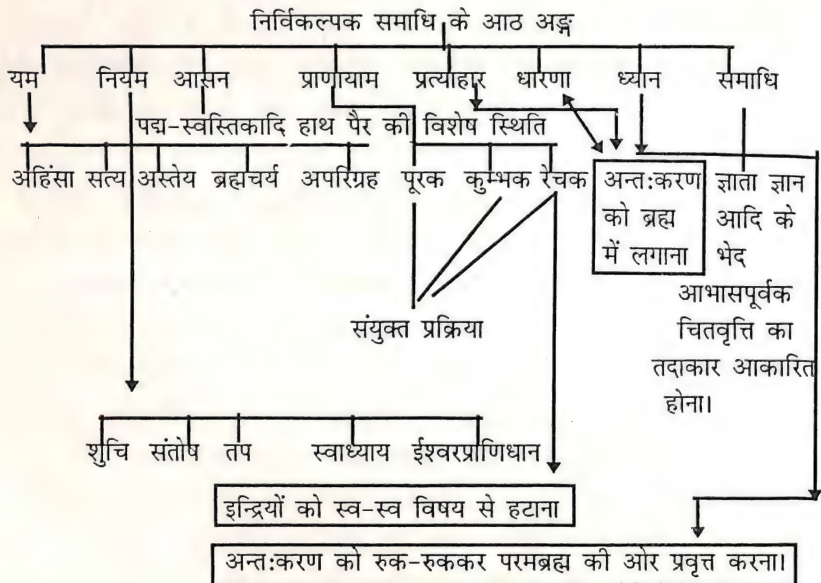 निर्विकल्पक समाधि के आठ अङ्ग
यम नियम आसन प्राणायाम प्रत्याहार धारणा ध्यान समाधि
पद्म-स्वस्तिकादि हाथ पैर की विशेष स्थिति
अहिंसा सत्य अस्तेय ब्रह्मचर्य अपरिग्रह पूरक कुम्भक रेचक
अन्त:करण
को ब्रह्म
में लगाना
ज्ञाता ज्ञान
आदि के
भेद
आभासपूर्वक
चितवृत्ति का
तदाकार आकारित
होना।
संयुक्त प्रक्रिया
शुचि संतोष तप स्वाध्याय ईश्वरप्राणिधान
इन्द्रियों को स्व-स्व विषय से हटाना
अन्त:करण को रुक-रुककर परमब्रह्म की ओर प्रवृत्त करना।